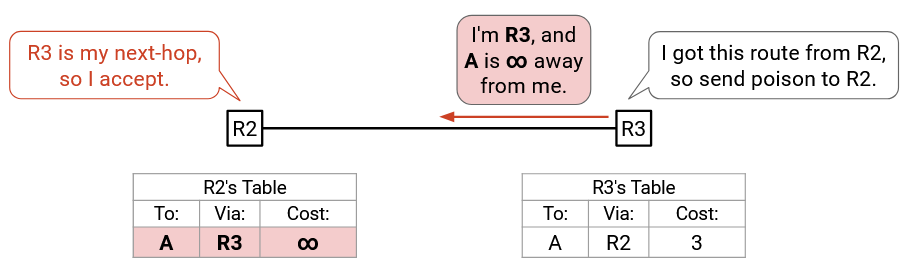 R3 is my next-hop,
so I accept.
I'm R3, and
A is ∞ away
from me.
I got this route from R2,
so send poison to R2.
R2
R3
R2's Table
To: Via: Cost:
A R3 ∞
R3's Table
To: Via: Cost:
A R2 3